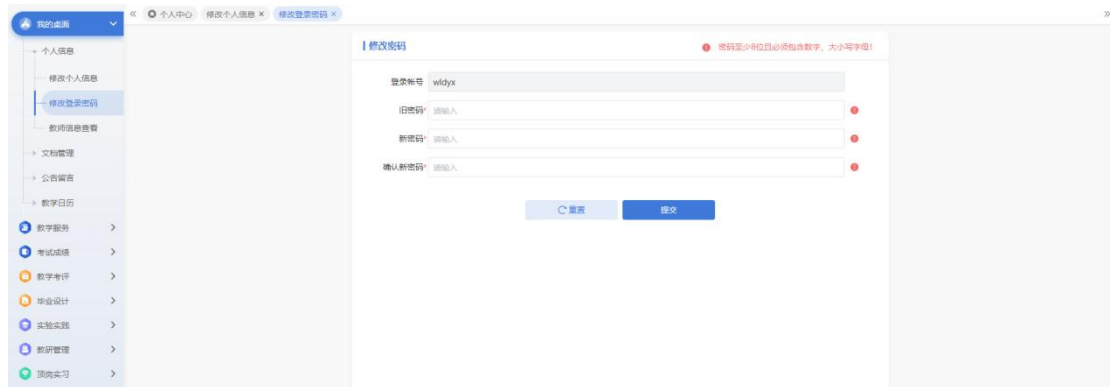 我的桌面
个人中心 修改个人信息 × 修改登录密码 ×
个人信息
修改个人信息
修改登录密码
教师信息查看
文档管理
公告留言
教学日历
教学服务
考试成绩
教学考评
毕业设计
实验实践
教研管理
顶岗实习
修改密码
密码至少8位且必须包含数字、大小写字母!
登录帐号 wldyx
旧密码* 请输入
新密码* 请输入
确认新密码* 请输入
重置 提交